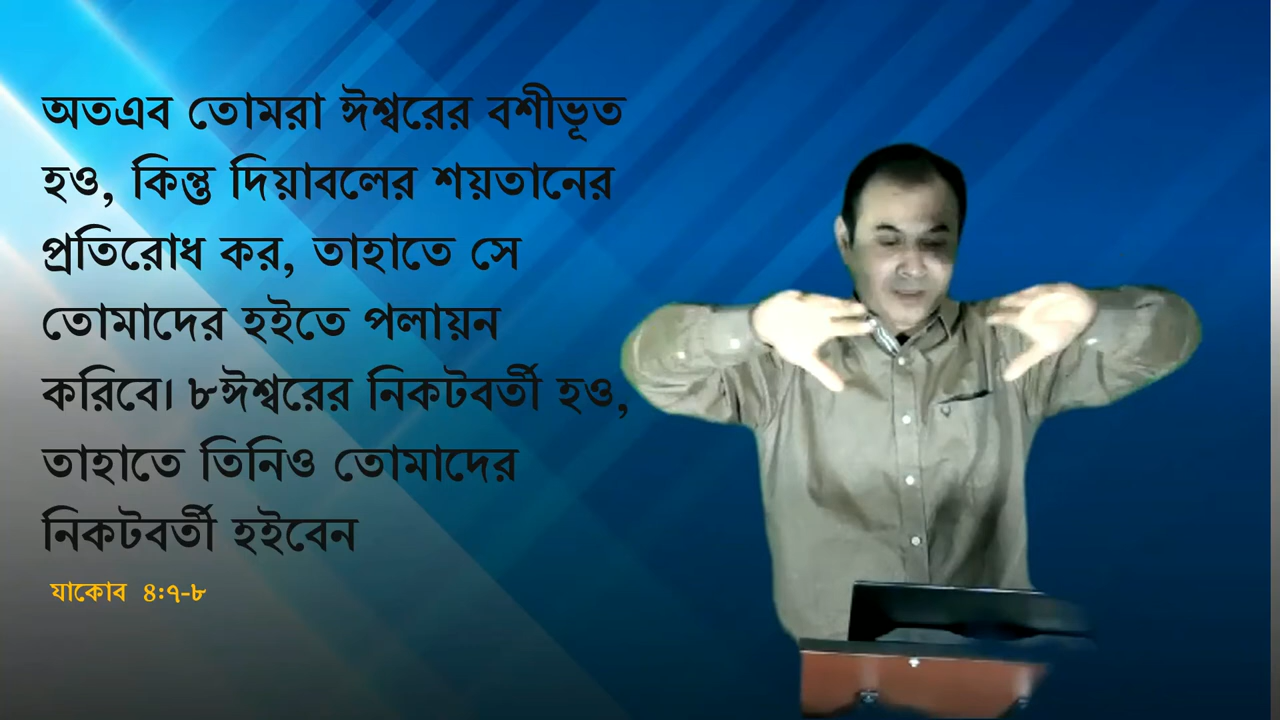 অতএব তোমরা ঈশ্বরের বশীভূত
হও, কিন্তু দিয়াবলের শয়তানের
প্রতিরোধ কর, তাহাতে সে
তোমাদের হইতে পলায়ন
করিবে। ৮ঈশ্বরের নিকটবর্তী হও,
তাহাতে তিনিও তোমাদের
নিকটবর্তী হইবেন
যাকোব ৪:৭-৮